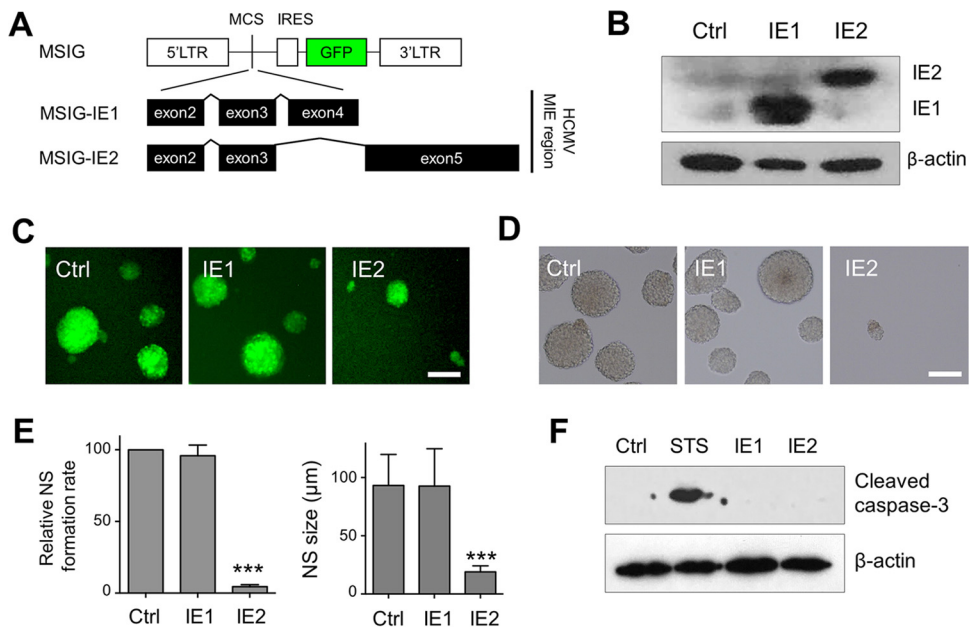 A
MCS IRES
MSIG 5'LTR GFP 3'LTR
MSIG-IE1 exon2 exon3 exon4
MSIG-IE2 exon2 exon3 exon5
HCMV
MIE region
B
Ctrl IE1 IE2
IE2
IE1
β-actin
C
Ctrl IE1 IE2
D
Ctrl IE1 IE2
E
Relative NS
formation rate
100
50
0
***
Ctrl IE1 IE2
NS size (μm)
100
50
0
***
Ctrl IE1 IE2
F
Ctrl STS IE1 IE2
Cleaved
caspase-3
β-actin